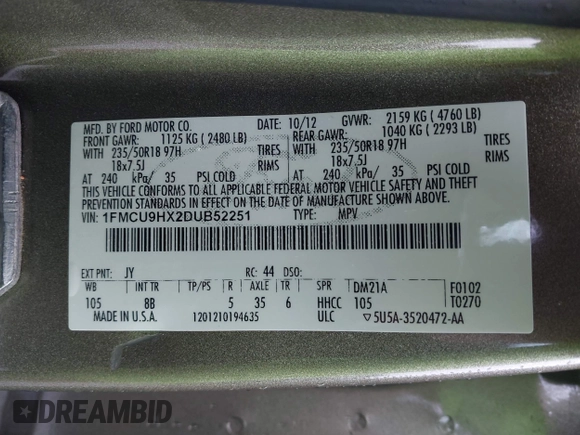 MFD. BY FORD MOTOR CO. DATE: 10/12 GVWR: 2159 KG ( 4760 LB)
FRONT GAWR: 1125 KG ( 2480 LB) REAR GAWR: 1040 KG ( 2293 LB)
WITH 235/50R18 97H TIRES WITH 235/50R18 97H TIRES
18x7.5J RIMS 18x7.5J RIMS
AT 240 kPa/ 35 PSI COLD AT 240 kPa/ 35 PSI COLD
THIS VEHICLE CONFORMS TO ALL APPLICABLE FEDERAL MOTOR VEHICLE SAFETY AND THEFT
PREVENTION STANDARDS IN EFFECT ON THE DATE OF MANUFACTURE SHOWN ABOVE.
VIN: 1FMCU9HX2DUB52251 TYPE: MPV
EXT PNT: JY RC: 44 DSO:
WB INT TR TP/PS R AXLE TR SPR DM21A F0102
105 8B 5 35 6 HHCC 105 T0270
MADE IN U.S.A. 1201210194635 ULC ▽5U5A-3520472-AA
DREAMBID